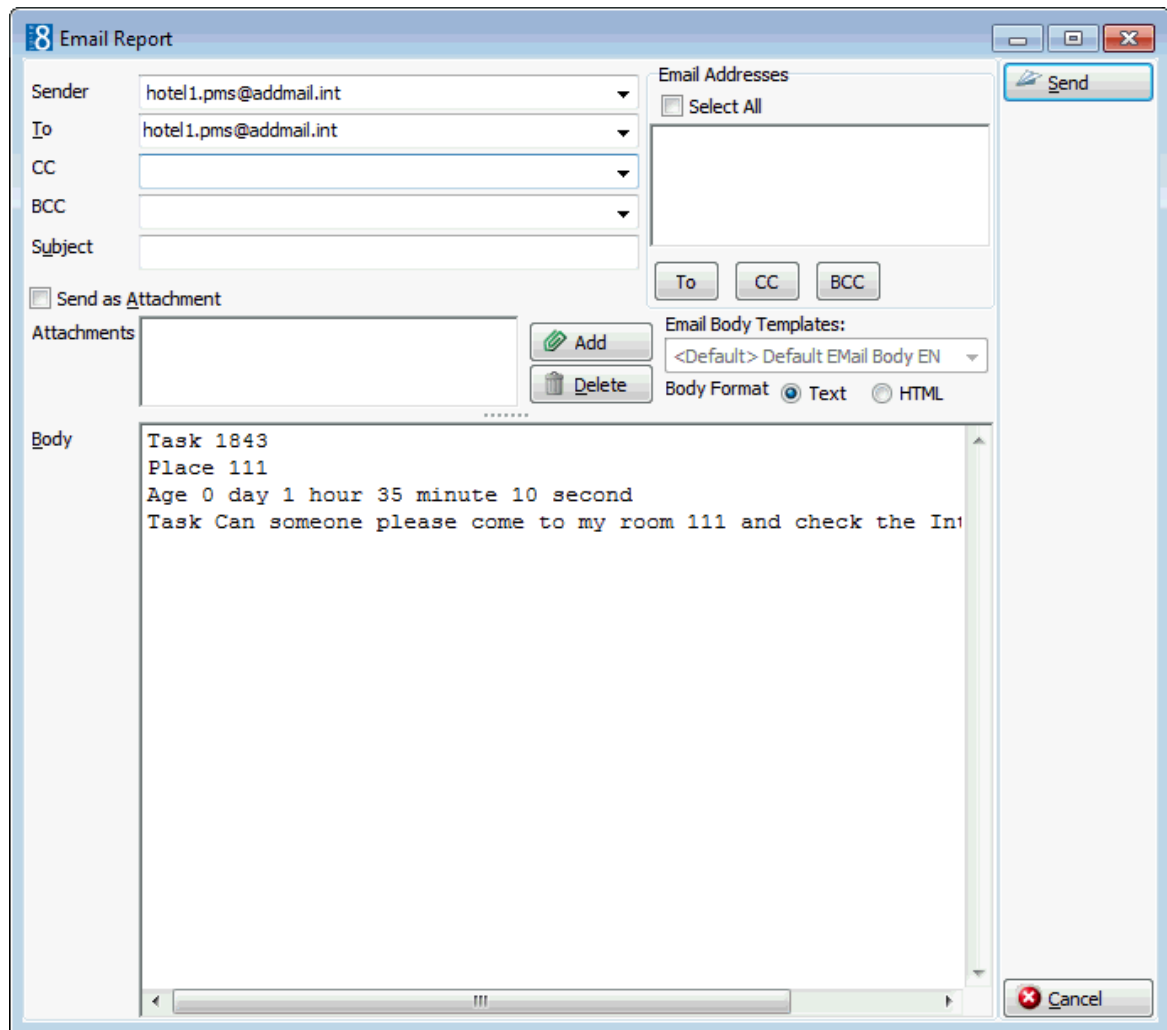 8 Email Report
Sender hotel1.pms@addmail.int
To hotel1.pms@addmail.int
CC
BCC
Subject
Email Addresses
Select All
To CC BCC
Send
Send as Attachment
Attachments
Add
Delete
Email Body Templates:
<Default> Default EMail Body EN
Body Format Text HTML
Body
Task 1843
Place 111
Age 0 day 1 hour 35 minute 10 second
Task Can someone please come to my room 111 and check the
Cancel